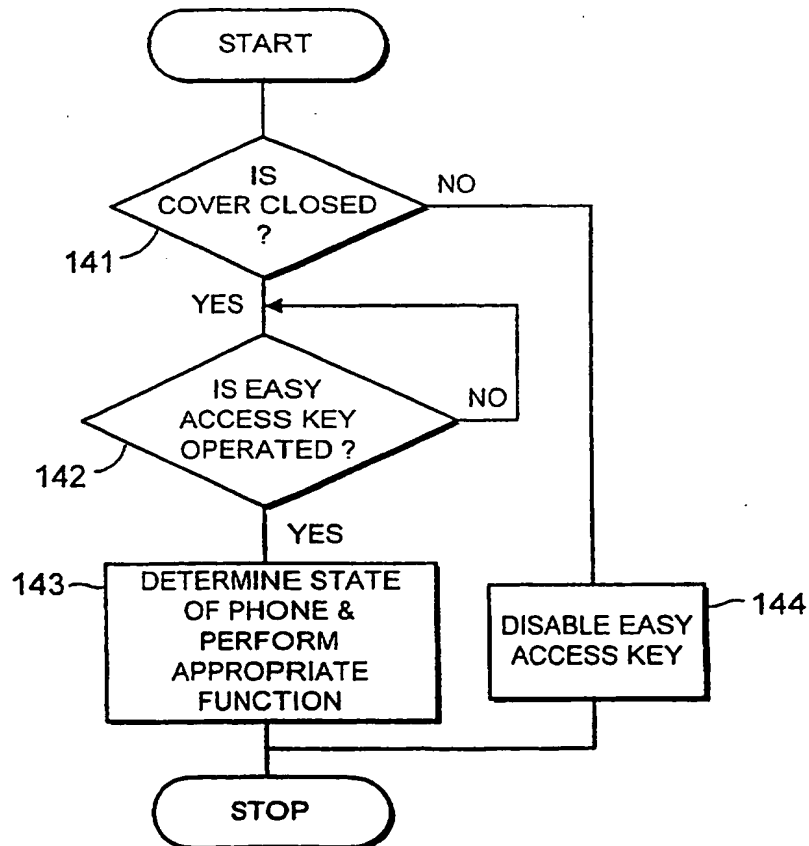 START
IS
COVER CLOSED
?
NO
141
YES
IS EASY
ACCESS KEY
OPERATED ?
NO
142
YES
143
DETERMINE STATE
OF PHONE &
PERFORM
APPROPRIATE
FUNCTION
DISABLE EASY
ACCESS KEY
144
STOP